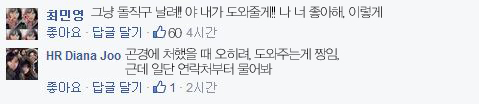 최민영 그냥 돌직구 날려!! 야 내가 도와줄게!! 나 너 좋아해, 이렇게
좋아요 · 답글 달기 · 60 · 4시간
HR Diana Joo 곤경에 처했을 때 오히려, 도와주는게 짱임,
근데 일단 연락처부터 물어봐
좋아요 · 답글 달기 · 1 · 2시간